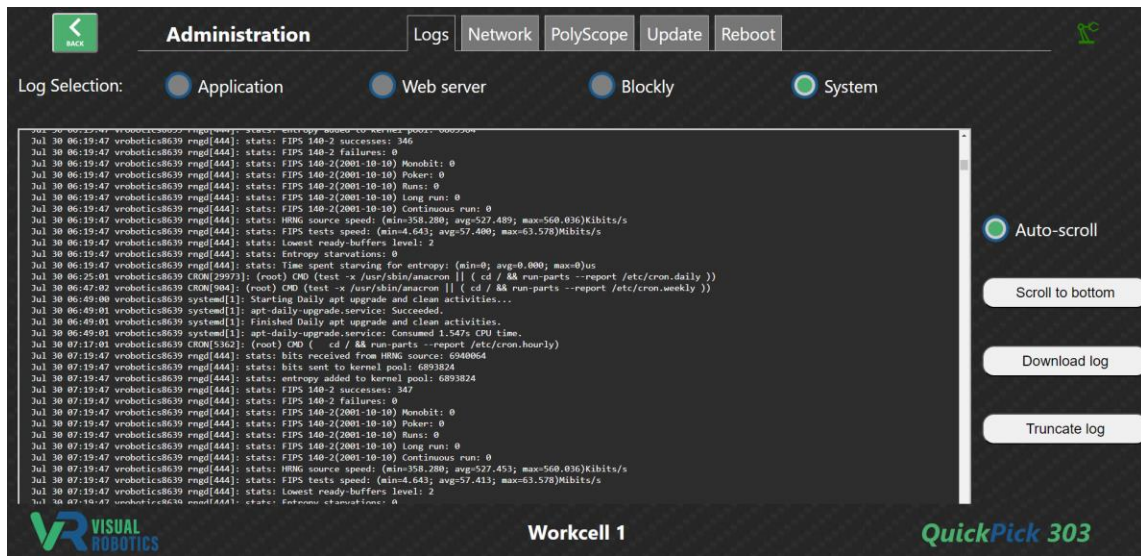 BACK
Administration
Logs Network PolyScope Update Reboot
Log Selection: Application Web server Blockly System
Jul 30 06:19:47 vrobotics8639 rngd[444]: stats: entropy added to kernel pool:
Jul 30 06:19:47 vrobotics8639 rngd[444]: stats: FIPS 140-2 successes: 346
Jul 30 06:19:47 vrobotics8639 rngd[444]: stats: FIPS 140-2 failures: 0
Jul 30 06:19:47 vrobotics8639 rngd[444]: stats: FIPS 140-2(2001-10-10) Monobit: 0
Jul 30 06:19:47 vrobotics8639 rngd[444]: stats: FIPS 140-2(2001-10-10) Poker: 0
Jul 30 06:19:47 vrobotics8639 rngd[444]: stats: FIPS 140-2(2001-10-10) Runs: 0
Jul 30 06:19:47 vrobotics8639 rngd[444]: stats: FIPS 140-2(2001-10-10) Long run: 0
Jul 30 06:19:47 vrobotics8639 rngd[444]: stats: FIPS 140-2(2001-10-10) Continuous run: 0
Jul 30 06:19:47 vrobotics8639 rngd[444]: stats: HRNG source speed: (min=358.280; avg=527.489; max=560.036)Kibits/s
Jul 30 06:19:47 vrobotics8639 rngd[444]: stats: FIPS tests speed: (min=4.643; avg=57.400; max=63.578)Mibits/s
Jul 30 06:19:47 vrobotics8639 rngd[444]: stats: Lowest ready-buffers level: 2
Jul 30 06:19:47 vrobotics8639 rngd[444]: stats: Entropy starvations: 0
Jul 30 06:19:47 vrobotics8639 rngd[444]: stats: Time spent starving for entropy: (min=0; avg=0.000; max=0)us
Jul 30 06:25:01 vrobotics8639 CRON[29973]: (root) CMD (test -x /usr/sbin/anacron || ( cd / && run-parts --report /etc/cron.daily ))
Jul 30 06:47:02 vrobotics8639 CRON[904]: (root) CMD (test -x /usr/sbin/anacron || ( cd / && run-parts --report /etc/cron.weekly ))
Jul 30 06:49:00 vrobotics8639 systemd[1]: Starting Daily apt upgrade and clean activities...
Jul 30 06:49:01 vrobotics8639 systemd[1]: apt-daily-upgrade.service: Succeeded.
Jul 30 06:49:01 vrobotics8639 systemd[1]: Finished Daily apt upgrade and clean activities.
Jul 30 06:49:01 vrobotics8639 systemd[1]: apt-daily-upgrade.service: Consumed 1.547s CPU time.
Jul 30 07:17:01 vrobotics8639 CRON[5362]: (root) CMD (   cd / && run-parts --report /etc/cron.hourly)
Jul 30 07:19:47 vrobotics8639 rngd[444]: stats: bits received from HRNG source: 6940064
Jul 30 07:19:47 vrobotics8639 rngd[444]: stats: bits sent to kernel pool: 6893824
Jul 30 07:19:47 vrobotics8639 rngd[444]: stats: entropy added to kernel pool: 6893824
Jul 30 07:19:47 vrobotics8639 rngd[444]: stats: FIPS 140-2 successes: 347
Jul 30 07:19:47 vrobotics8639 rngd[444]: stats: FIPS 140-2 failures: 0
Jul 30 07:19:47 vrobotics8639 rngd[444]: stats: FIPS 140-2(2001-10-10) Monobit: 0
Jul 30 07:19:47 vrobotics8639 rngd[444]: stats: FIPS 140-2(2001-10-10) Poker: 0
Jul 30 07:19:47 vrobotics8639 rngd[444]: stats: FIPS 140-2(2001-10-10) Runs: 0
Jul 30 07:19:47 vrobotics8639 rngd[444]: stats: FIPS 140-2(2001-10-10) Long run: 0
Jul 30 07:19:47 vrobotics8639 rngd[444]: stats: FIPS 140-2(2001-10-10) Continuous run: 0
Jul 30 07:19:47 vrobotics8639 rngd[444]: stats: HRNG source speed: (min=358.280; avg=527.453; max=560.036)Kibits/s
Jul 30 07:19:47 vrobotics8639 rngd[444]: stats: FIPS tests speed: (min=4.643; avg=57.413; max=63.578)Mibits/s
Jul 30 07:19:47 vrobotics8639 rngd[444]: stats: Lowest ready-buffers level: 2
Jul 30 07:19:47 vrobotics8639 rngd[444]: stats: Entropy starvations: 0
Auto-scroll
Scroll to bottom
Download log
Truncate log
VR VISUAL ROBOTICS
Workcell 1
QuickPick 303